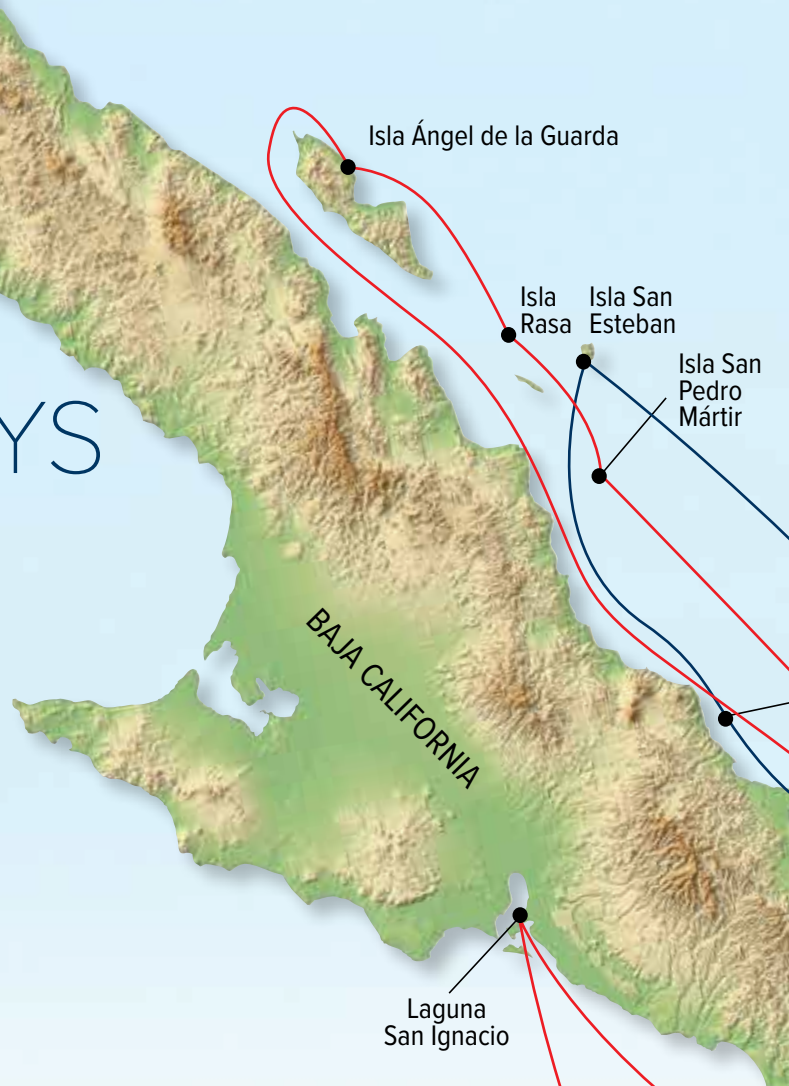 Isla Ángel de la Guarda
Isla
Rasa
Isla San
Esteban
Isla San
Pedro
Mártir
YS
BAJA CALIFORNIA
Laguna
San Ignacio